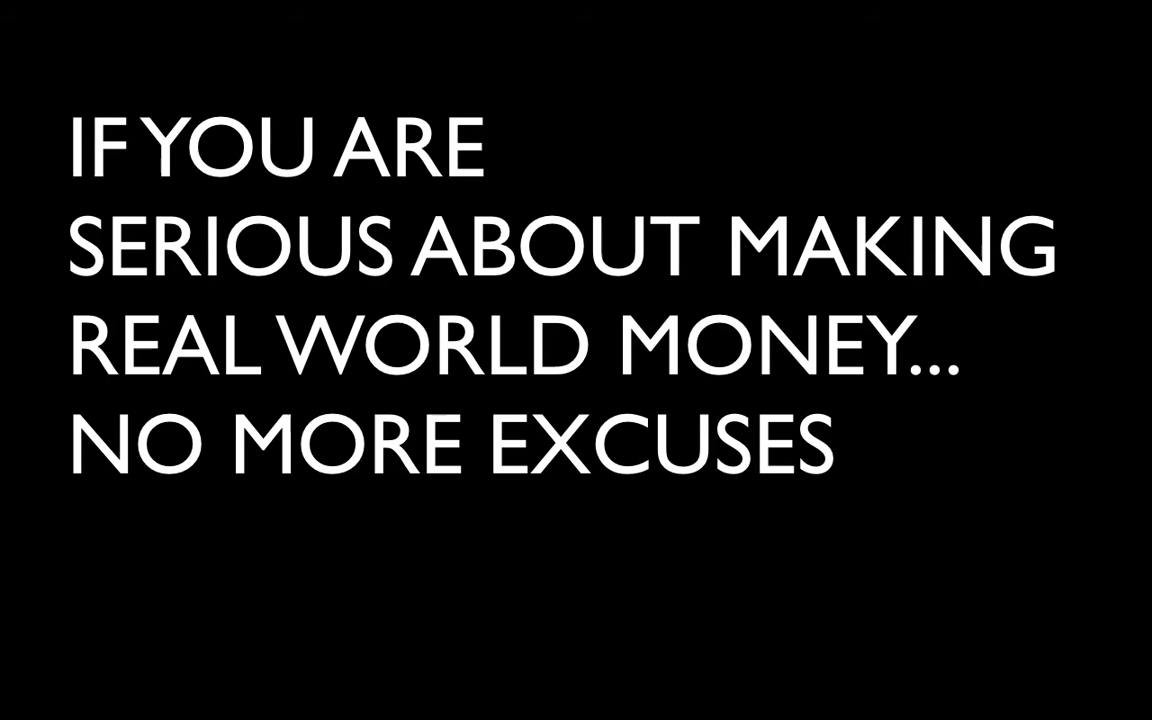 IF YOU ARE
SERIOUS ABOUT MAKING
REAL WORLD MONEY...
NO MORE EXCUSES